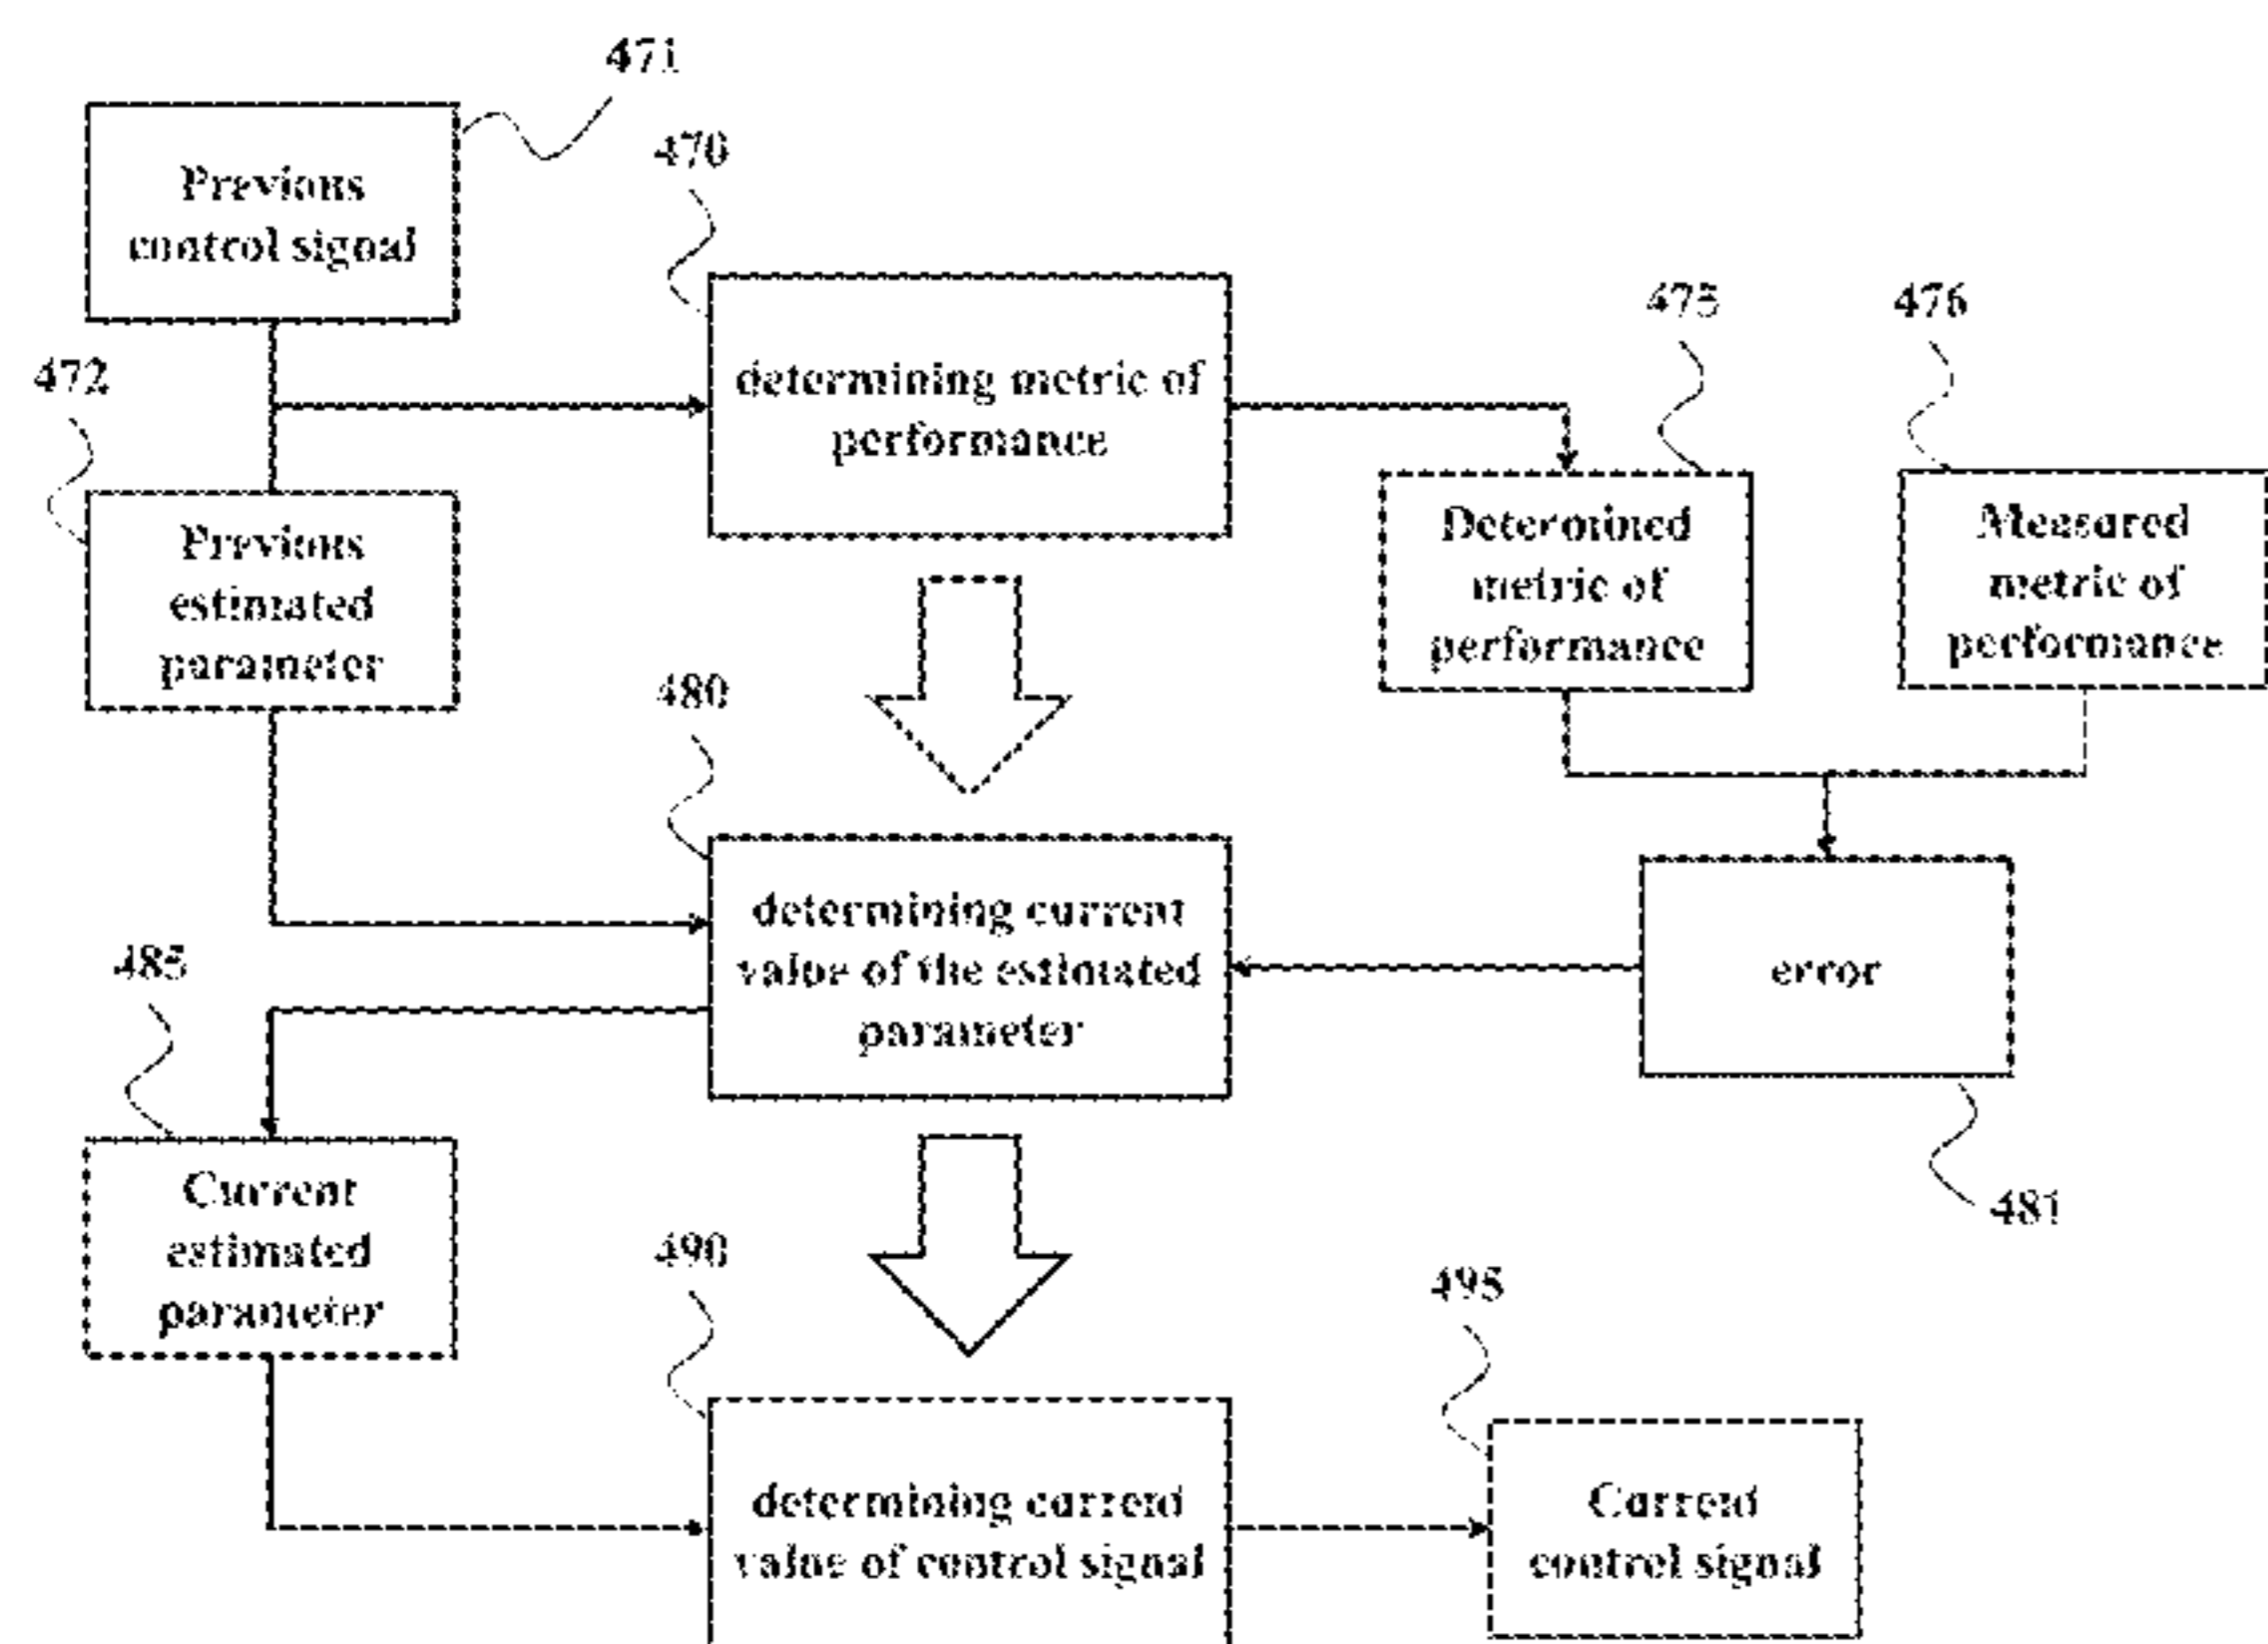 471
Previous
control signal
470
475
476
472
determining metric of
performance
Previous
estimated
parameter
Determined
metric of
performance
Measured
metric of
performance
480
determining current
value of the estimated
parameter
error
485
481
Current
estimated
parameter
490
495
determining current
value of control signal
Current
control signal